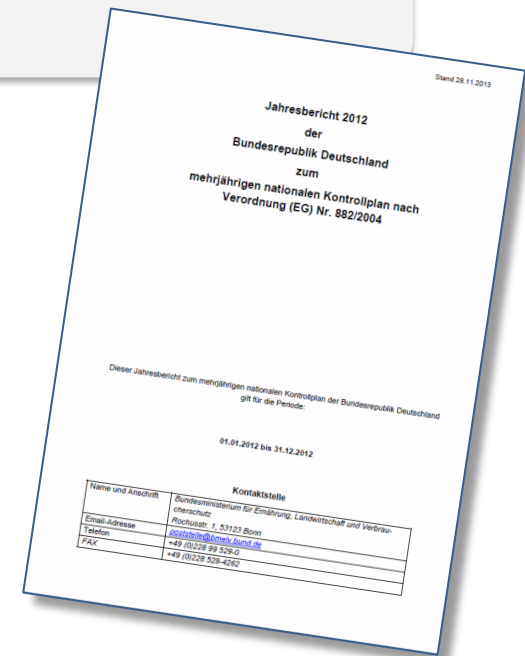 Stand 28.11.2013
Jahresbericht 2012
der
Bundesrepublik Deutschland
zum
mehrjährigen nationalen Kontrollplan nach
Verordnung (EG) Nr. 882/2004
Dieser Jahresbericht zum mehrjährigen nationalen Kontrollplan der Bundesrepublik Deutschland
gilt für die Periode:
01.01.2012 bis 31.12.2012
Kontaktstelle
Name und Anschrift Bundesministerium für Ernährung, Landwirtschaft und Verbrau-
cherschutz
Rochusstr. 1, 53123 Bonn
Email-Adresse poststelle@bmelv.bund.de
Telefon +49 (0)228 99 529-0
FAX +49 (0)228 529-4262